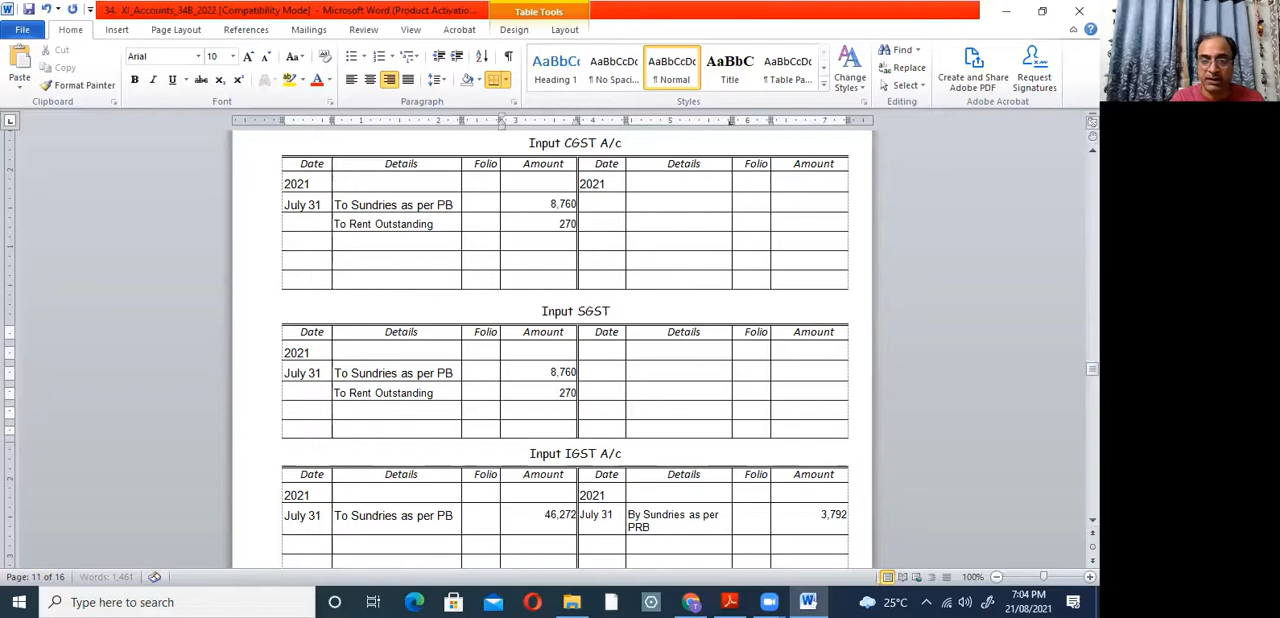 34. XI_Accounts_34B_2022 [Compatibility Mode] - Microsoft Word (Product Activatio...
Table Tools
File Home Insert Page Layout References Mailings Review View Acrobat Design Layout
Paste
Cut
Copy
Format Painter
Clipboard
Arial 10
Font
Paragraph
AaBbCc AaBbCcDc AaBbCcDc AaBbC AaBbCcDc
Heading 1 ¶ No Spaci... ¶ Normal Title ¶ Table Pa...
Change Styles
Styles
Find
Replace
Select
Editing
Create and Share Adobe PDF
Request Signatures
Adobe Acrobat
Input CGST A/c
Date Details Folio Amount Date Details Folio Amount
2021 2021
July 31 To Sundries as per PB 8,760
To Rent Outstanding 270
Input SGST
Date Details Folio Amount Date Details Folio Amount
2021
July 31 To Sundries as per PB 8,760
To Rent Outstanding 270
Input IGST A/c
Date Details Folio Amount Date Details Folio Amount
2021 2021
July 31 To Sundries as per PB 46,272 July 31 By Sundries as per PRB 3,792
Page: 11 of 16 Words: 1,461 100%
Type here to search 25°C 7:04 PM
21/08/2021